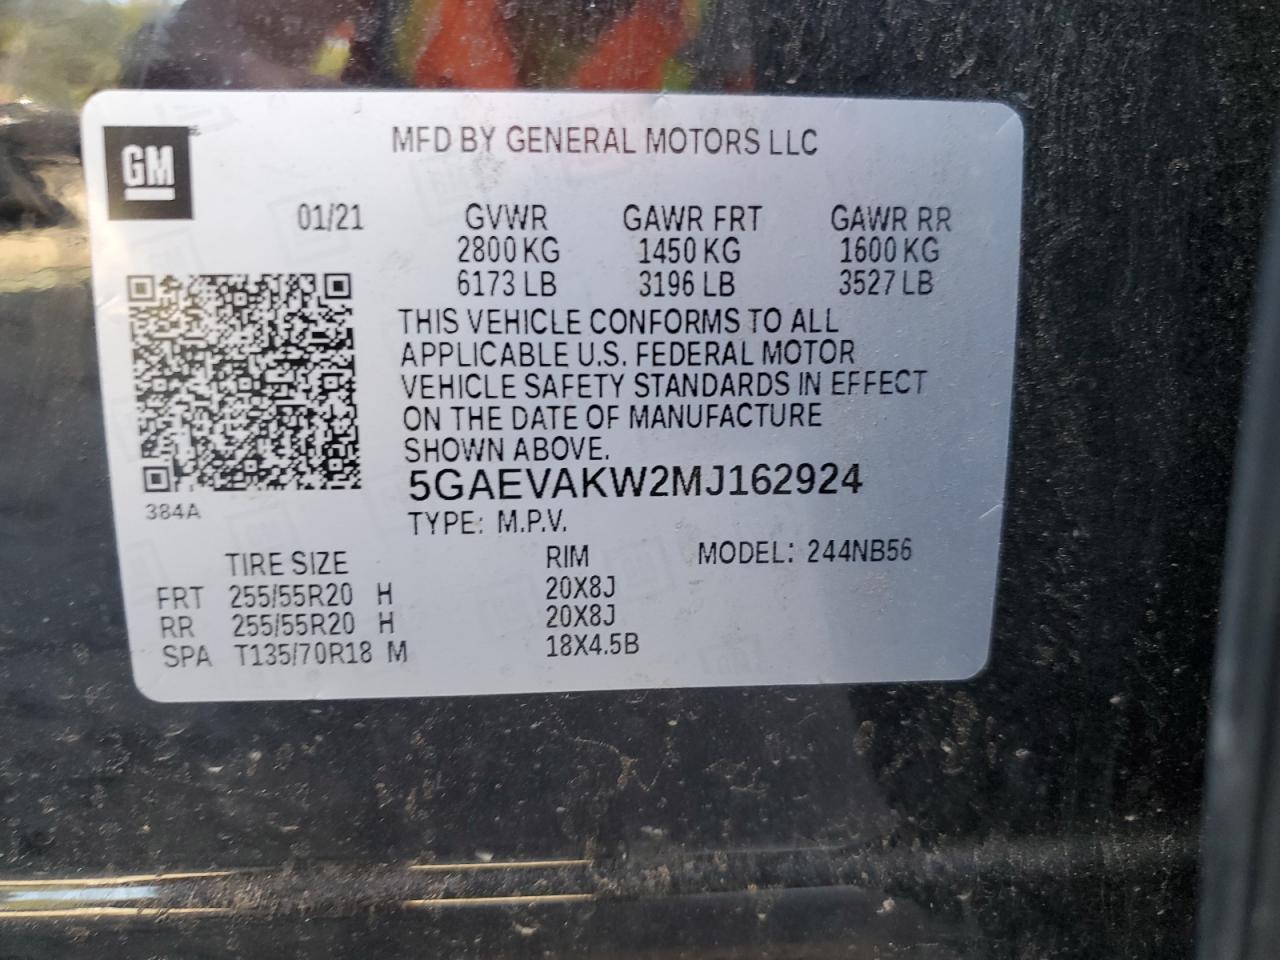 GM
MFD BY GENERAL MOTORS LLC
01/21 GVWR GAWR FRT GAWR RR
2800 KG 1450 KG 1600 KG
6173 LB 3196 LB 3527 LB
THIS VEHICLE CONFORMS TO ALL
APPLICABLE U.S. FEDERAL MOTOR
VEHICLE SAFETY STANDARDS IN EFFECT
ON THE DATE OF MANUFACTURE
SHOWN ABOVE.
5GAEVAKW2MJ162924
384A
TYPE: M.P.V.
TIRE SIZE RIM MODEL: 244NB56
FRT 255/55R20 H 20X8J
RR 255/55R20 H 20X8J
SPA T135/70R18 M 18X4.5B